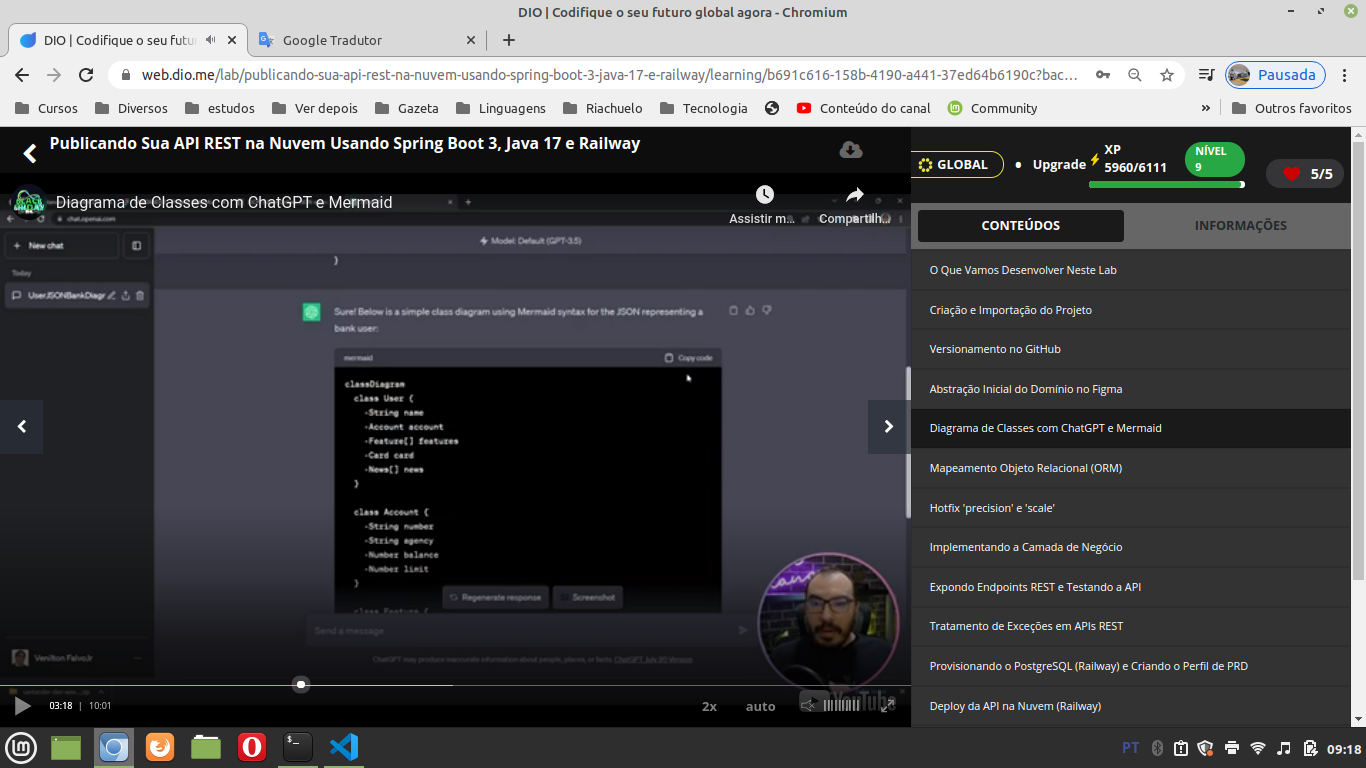 DIO | Codifique o seu futuro global agora - Chromium
DIO | Codifique o seu futu
Google Tradutor
web.dio.me/lab/publicando-sua-api-rest-na-nuvem-usando-spring-boot-3-java-17-e-railway/learning/b691c616-158b-4190-a441-37ed64b6190c?bac...
Pausada
Cursos
Diversos
estudos
Ver depois
Gazeta
Linguagens
Riachuelo
Tecnologia
Conteúdo do canal
Community
»
Outros favoritos
Publicando Sua API REST na Nuvem Usando Spring Boot 3, Java 17 e Railway
Diagrama de Classes com ChatGPT e Mermaid
Assistir m...
Compartilh...
chat.openai.com
New chat
Model: Default (GPT-3.5)
Today
UserJSONBankDiagr
}
Sure! Below is a simple class diagram using Mermaid syntax for the JSON representing a
bank user:
mermaid
Copy code
classDiagram
class User {
-String name
-Account account
-Feature[] features
-Card card
-News[] news
}
class Account {
-String number
-String agency
-Number balance
-Number limit
}
class Feature {
Regenerate response
Screenshot
Send a message
ChatGPT may produce inaccurate information about people, places, or facts. ChatGPT July 20 Version
Venilton FalvoJr
YouTube
03:18 | 10:01
2x
auto
GLOBAL
Upgrade
XP
5960/6111
NÍVEL
9
5/5
CONTEÚDOS
INFORMAÇÕES
O Que Vamos Desenvolver Neste Lab
Criação e Importação do Projeto
Versionamento no GitHub
Abstração Inicial do Domínio no Figma
Diagrama de Classes com ChatGPT e Mermaid
Mapeamento Objeto Relacional (ORM)
Hotfix 'precision' e 'scale'
Implementando a Camada de Negócio
Expondo Endpoints REST e Testando a API
Tratamento de Exceções em APIs REST
Provisionando o PostgreSQL (Railway) e Criando o Perfil de PRD
Deploy da API na Nuvem (Railway)
PT
09:18